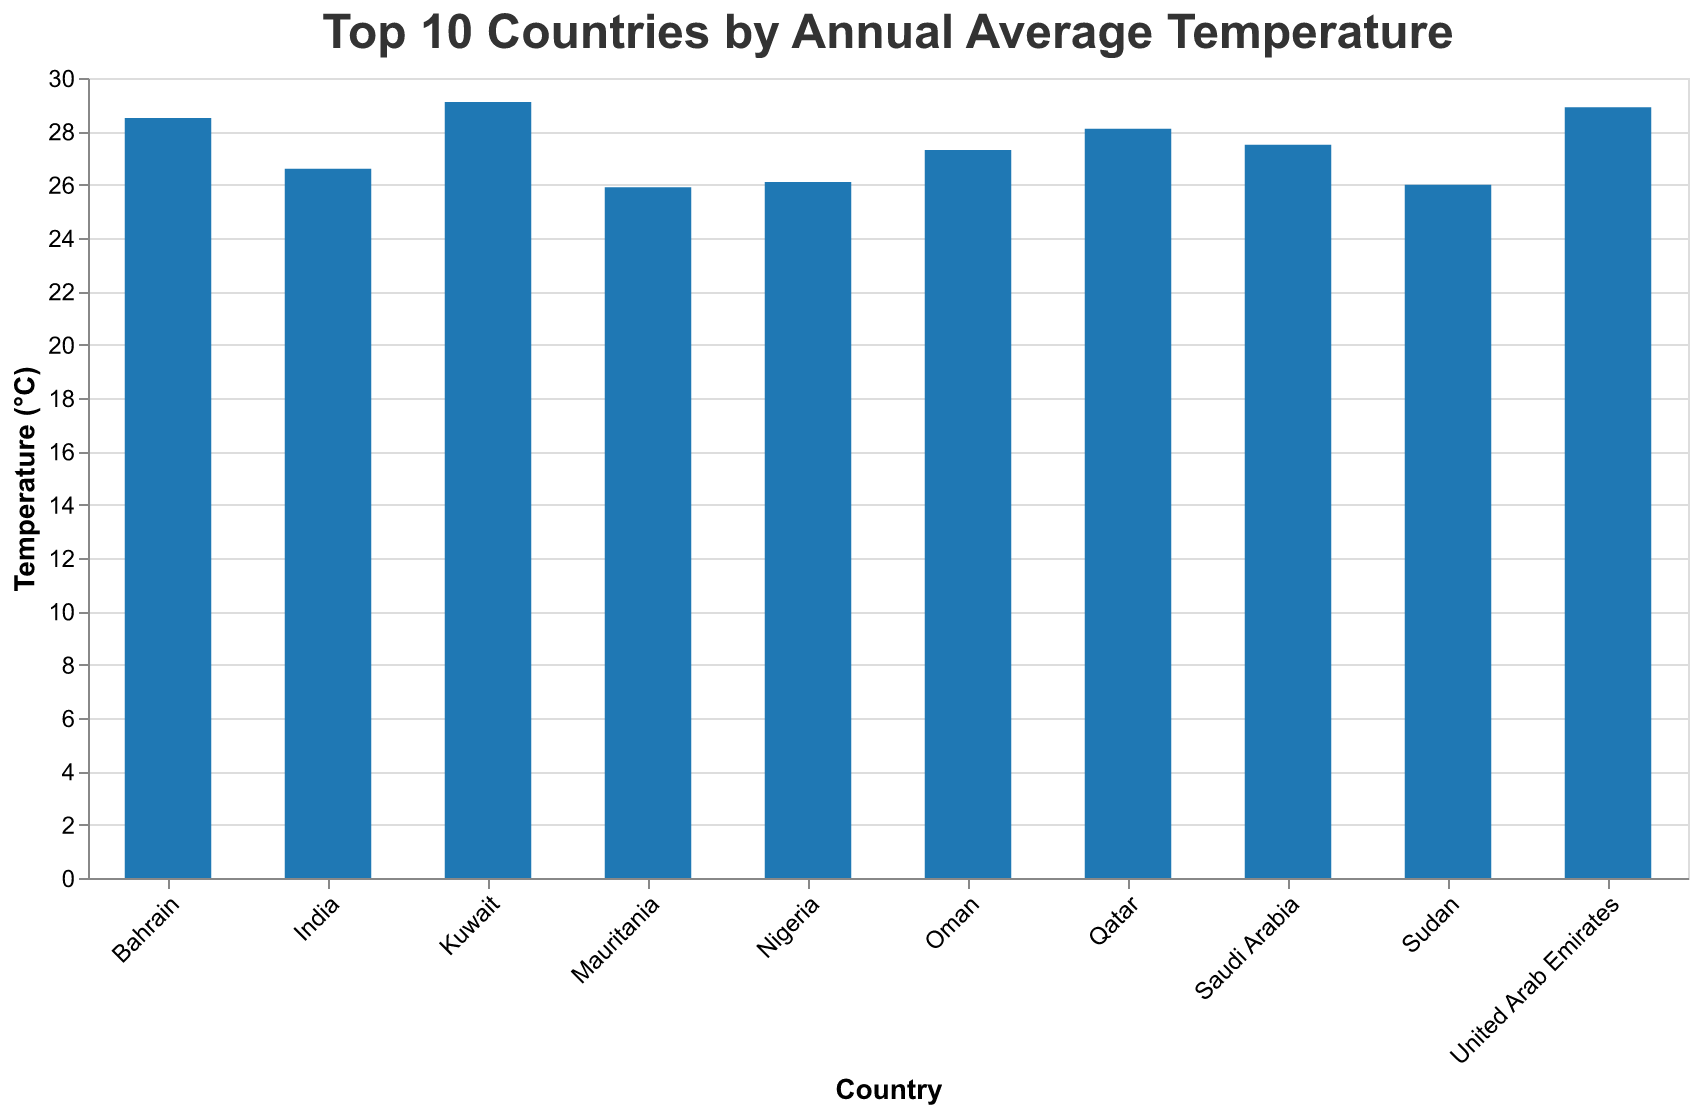 Top 10 Countries by Annual Average Temperature
30
28
26
24
22
20
18
16
14
12
10
8
6
4
2
0
Temperature (°C)
Bahrain
India
Kuwait
Mauritania
Nigeria
Oman
Qatar
Saudi Arabia
Sudan
United Arab Emirates
Country